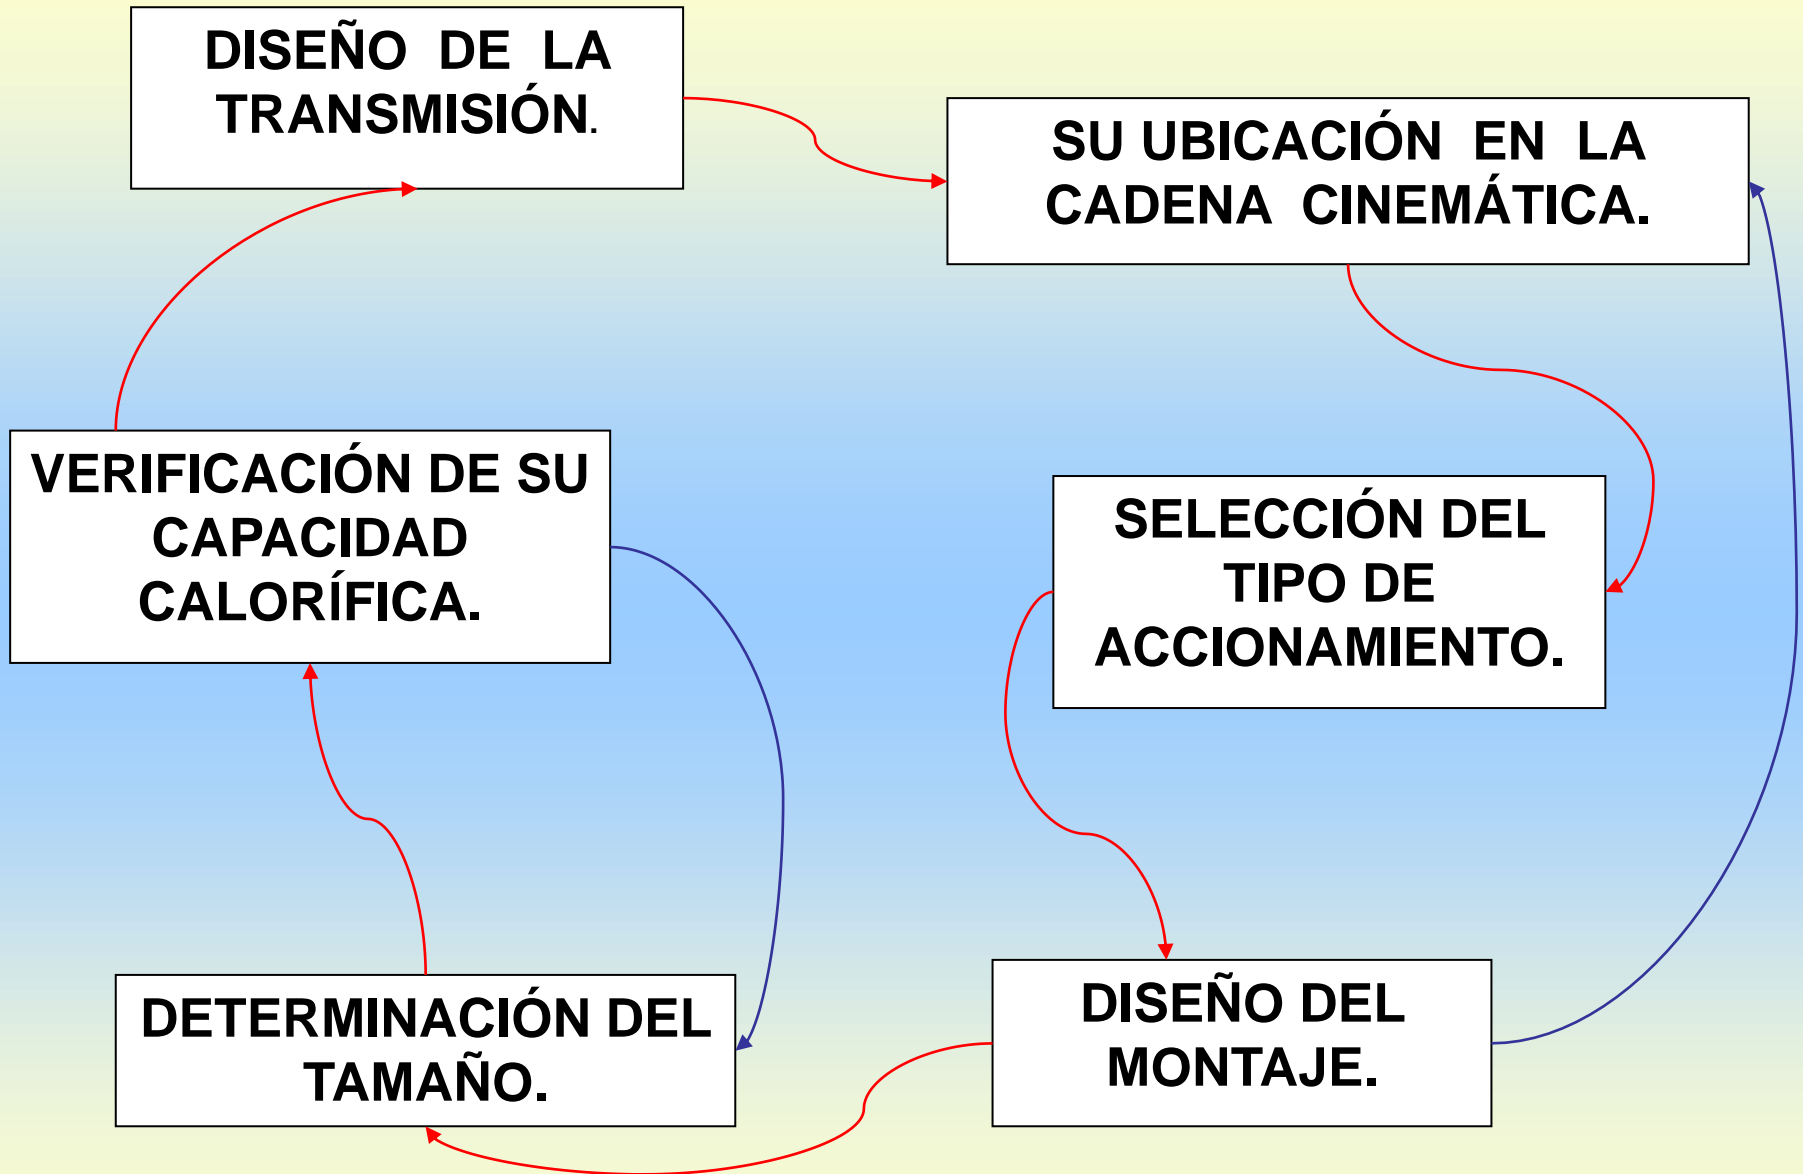 DISEÑO DE LA
TRANSMISIÓN.
SU UBICACIÓN EN LA
CADENA CINEMÁTICA.
VERIFICACIÓN DE SU
CAPACIDAD
CALORÍFICA.
SELECCIÓN DEL
TIPO DE
ACCIONAMIENTO.
DETERMINACIÓN DEL
TAMAÑO.
DISEÑO DEL
MONTAJE.